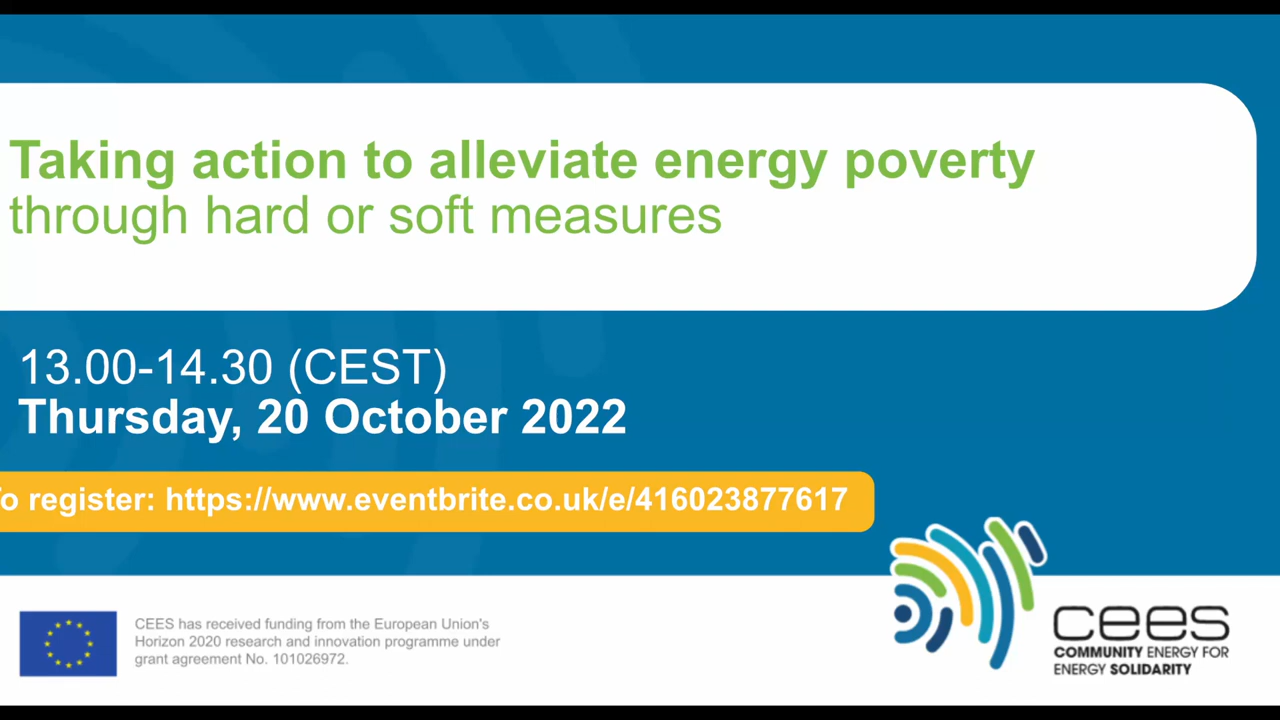 Taking action to alleviate energy poverty
through hard or soft measures
13.00-14.30 (CEST)
Thursday, 20 October 2022
o register: https://www.eventbrite.co.uk/e/416023877617
CEES has received funding from the European Union's
Horizon 2020 research and innovation programme under
grant agreement No. 101026972.
cees
COMMUNITY ENERGY FOR
ENERGY SOLIDARITY